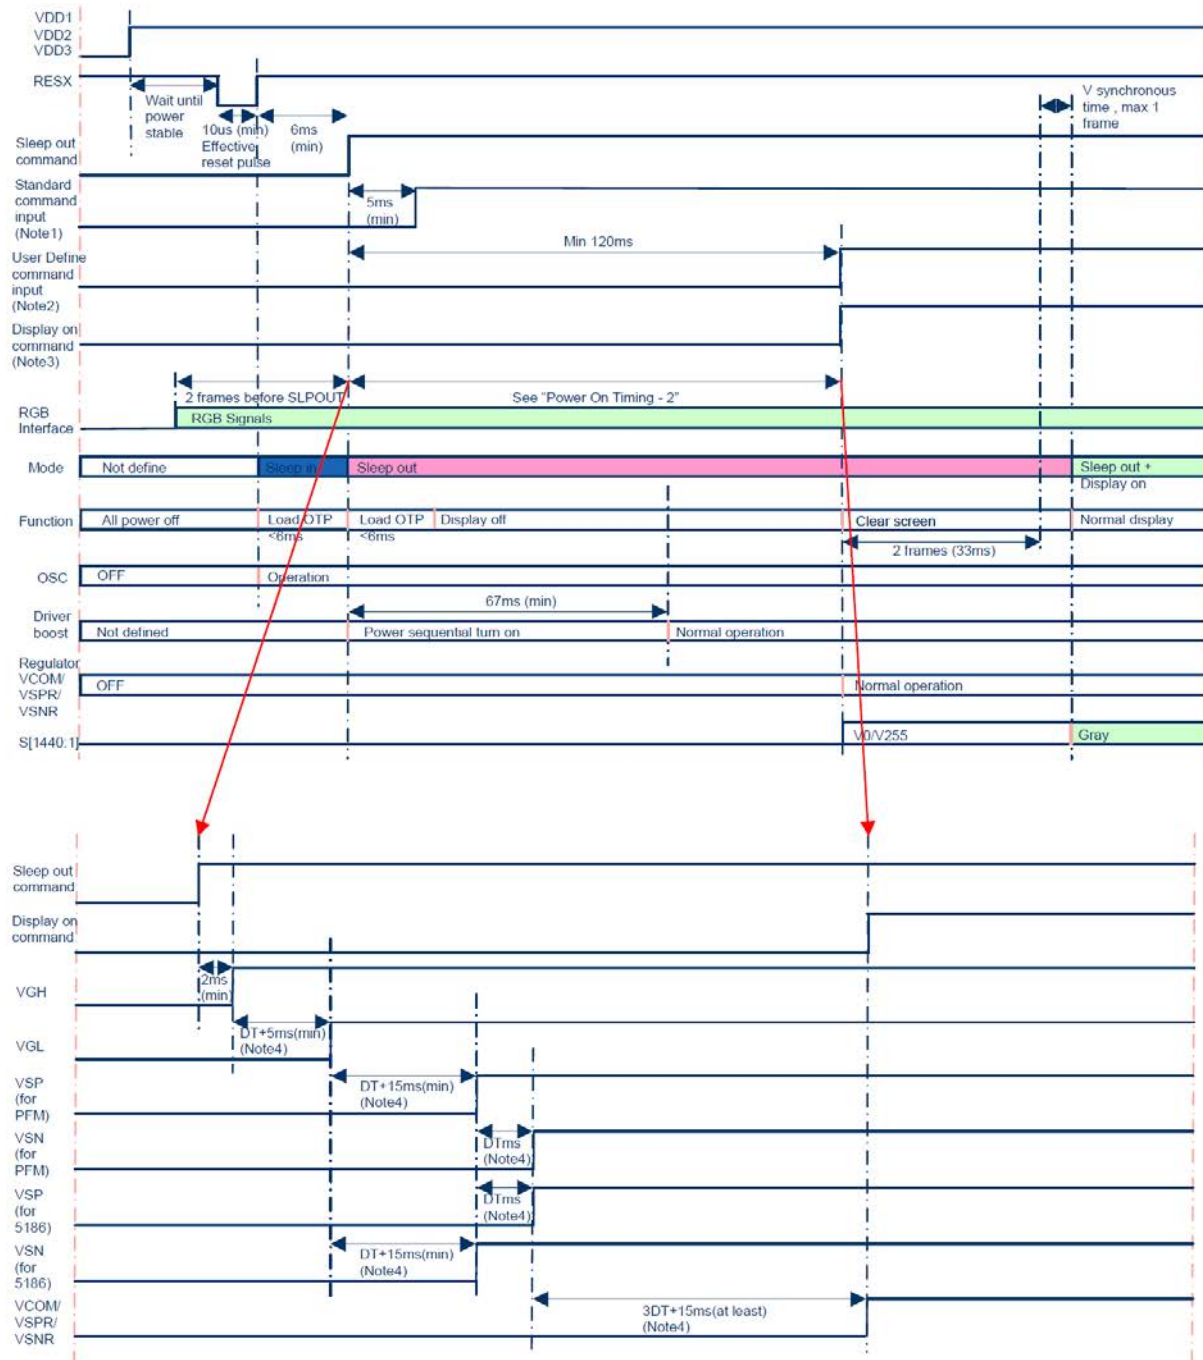 VDD1
VDD2
VDD3
RESX
Wait until
power
stable
10us (min)
Effective
reset pulse
6ms
(min)
V synchronous
time , max 1
frame
Sleep out
command
Standard
command
input
(Note1)
5ms
(min)
Min 120ms
User Define
command
input
(Note2)
Display on
command
(Note3)
2 frames before SLPOUT
See "Power On Timing - 2"
RGB
Interface
RGB Signals
Mode
Not define
Sleep in
Sleep out
Sleep out +
Display on
Function
All power off
Load OTP
<6ms
Load OTP
<6ms
Display off
Clear screen
Normal display
2 frames (33ms)
OSC
OFF
Operation
67ms (min)
Driver
boost
Not defined
Power sequential turn on
Normal operation
Regulator
VCOM/
VSPR/
VSNR
OFF
Normal operation
S[1440:1]
V0/V255
Gray
Sleep out
command
Display on
command
2ms
(min)
VGH
DT+5ms(min)
(Note4)
VGL
VSP
(for
PFM)
DT+15ms(min)
(Note4)
VSN
(for
PFM)
DTms
(Note4)
VSP
(for
5186)
DTms
(Note4)
VSN
(for
5186)
DT+15ms(min)
(Note4)
VCOM/
VSPR/
VSNR
3DT+15ms(at least)
(Note4)